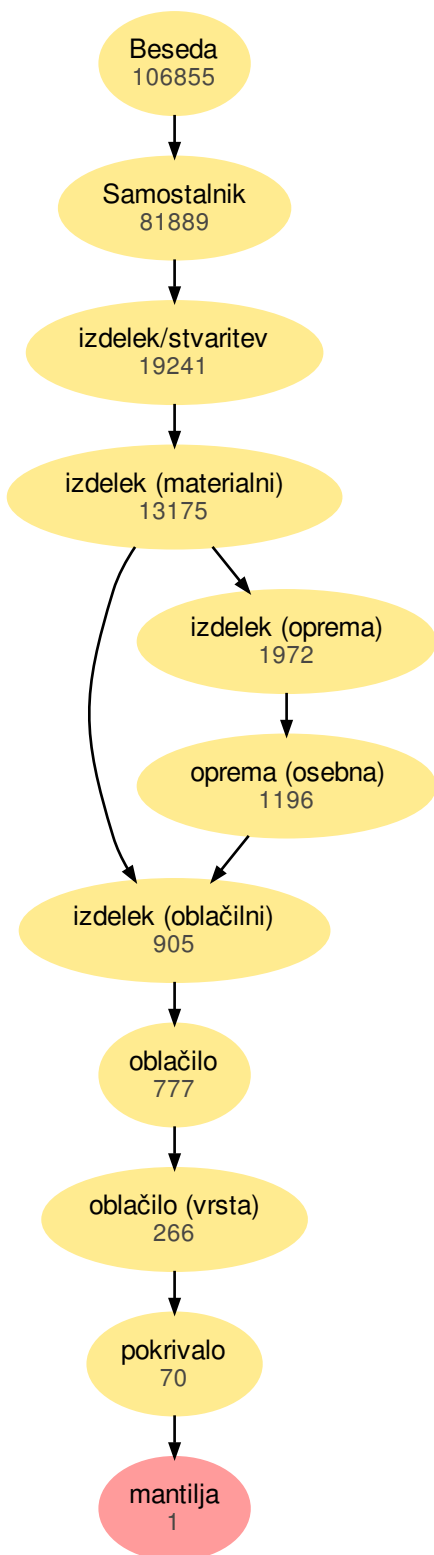 Beseda
106855
Samostalnik
81889
izdelek/stvaritev
19241
izdelek (materialni)
13175
izdelek (oprema)
1972
oprema (osebna)
1196
izdelek (oblačilni)
905
oblačilo
777
oblačilo (vrsta)
266
pokrivalo
70
mantilja
1